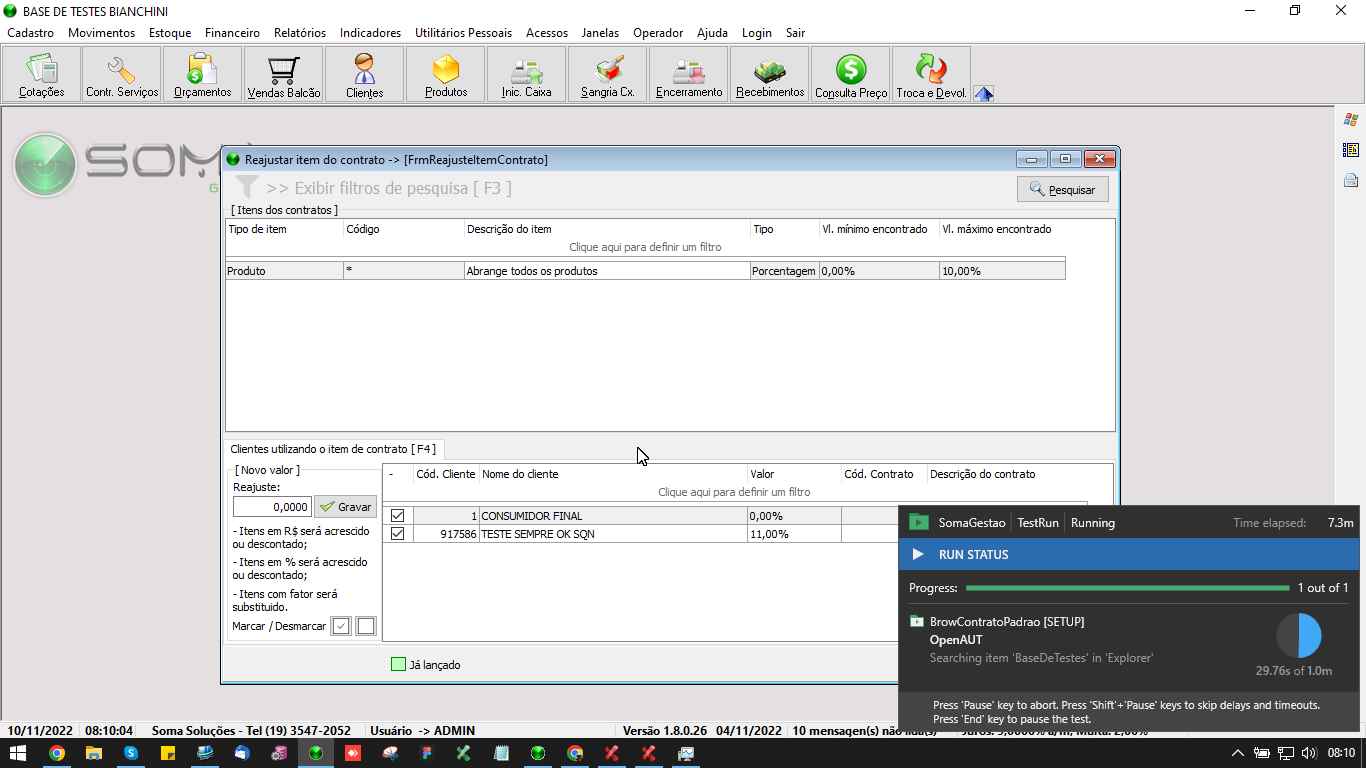 BASE DE TESTES BIANCHINI
Cadastro Movimentos Estoque Financeiro Relatórios Indicadores Utilitários Pessoais Acessos Janelas Operador Ajuda Login Sair
Cotações Contr. Serviços Orçamentos Vendas Balcão Clientes Produtos Inic. Caixa Sangria Cx. Encerramento Recebimentos Consulta Preço Troca e Devol.
SOM
G
Reajustar item do contrato -> [FrmReajusteItemContrato]
>> Exibir filtros de pesquisa [ F3 ]
Pesquisar
[ Itens dos contratos ]
Tipo de item Código Descrição do item Tipo Vl. mínimo encontrado Vl. máximo encontrado
Clique aqui para definir um filtro
Produto * Abrange todos os produtos Porcentagem 0,00% 10,00%
Clientes utilizando o item de contrato [ F4 ]
[ Novo valor ]
Reajuste:
0,0000 Gravar
- Itens em R$ será acrescido
ou descontado;
- Itens em % será acrescido
ou descontado;
- Itens com fator será
substituido.
Marcar / Desmarcar
- Cód. Cliente Nome do cliente Valor Cód. Contrato Descrição do contrato
Clique aqui para definir um filtro
1 CONSUMIDOR FINAL 0,00%
917586 TESTE SEMPRE OK SQN 11,00%
Já lançado
SomaGestao TestRun Running Time elapsed: 7.3m
RUN STATUS
Progress: 1 out of 1
BrowContratoPadrao [SETUP]
OpenAUT
Searching item 'BaseDeTestes' in 'Explorer'
29.76s of 1.0m
Press 'Pause' key to abort. Press 'Shift'+'Pause' keys to skip delays and timeouts.
Press 'End' key to pause the test.
10/11/2022 08:10:04 Soma Soluções - Tel (19) 3547-2052 Usuário -> ADMIN Versão 1.8.0.26 04/11/2022 10 mensagen(s) não lida(s) Juros: 5,0000% a/m, Multa: 2,00%
08:10